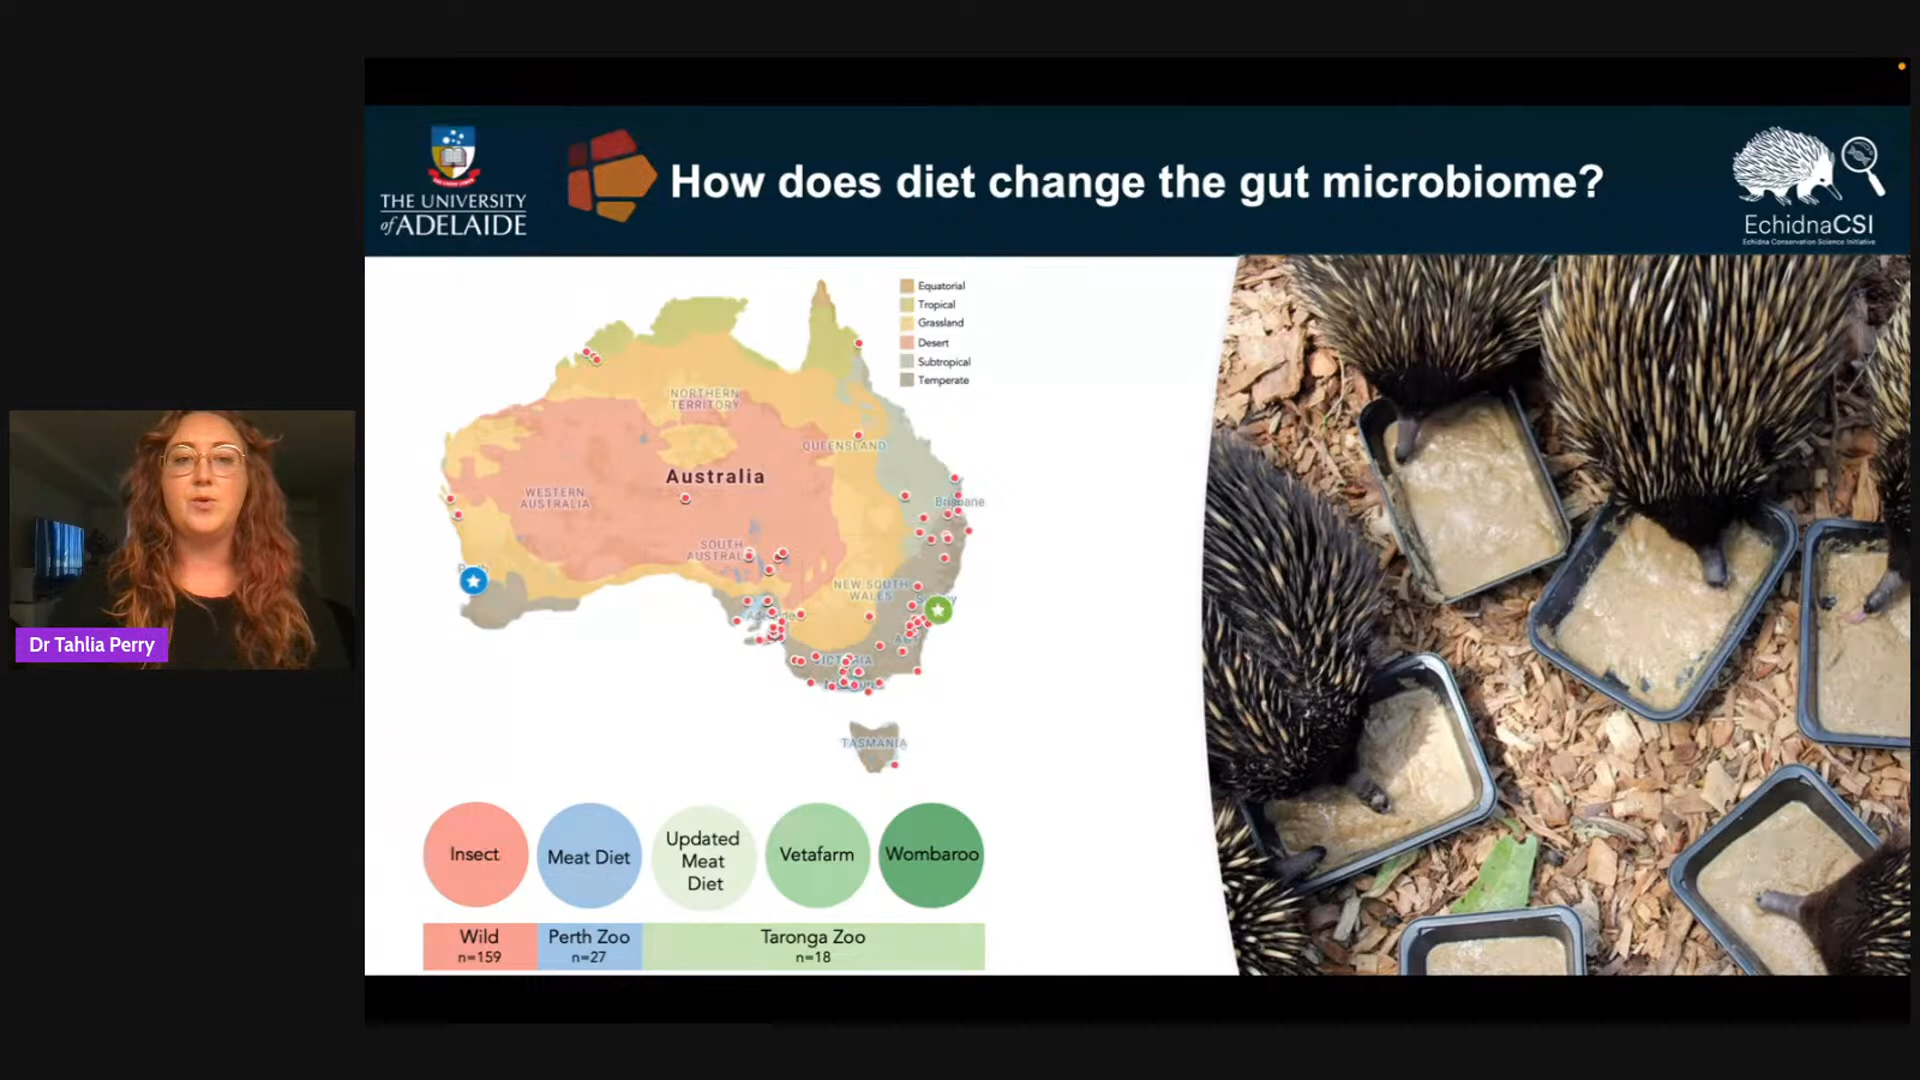 THE UNIVERSITY
of ADELAIDE
How does diet change the gut microbiome?
EchidnaCSI
Echidna Conservation Science Initiative
Equatorial
Tropical
Grassland
Desert
Subtropical
Temperate
NORTHERN
TERRITORY
QUEENSLAND
Australia
WESTERN
AUSTRALIA
Brisbane
SOUTH
NEW SOUTH
WALES
TASMANIA
Dr Tahlia Perry
Insect
Meat Diet
Updated
Meat
Diet
Vetafarm
Wombaroo
Wild
n=159
Perth Zoo
n=27
Taronga Zoo
n=18